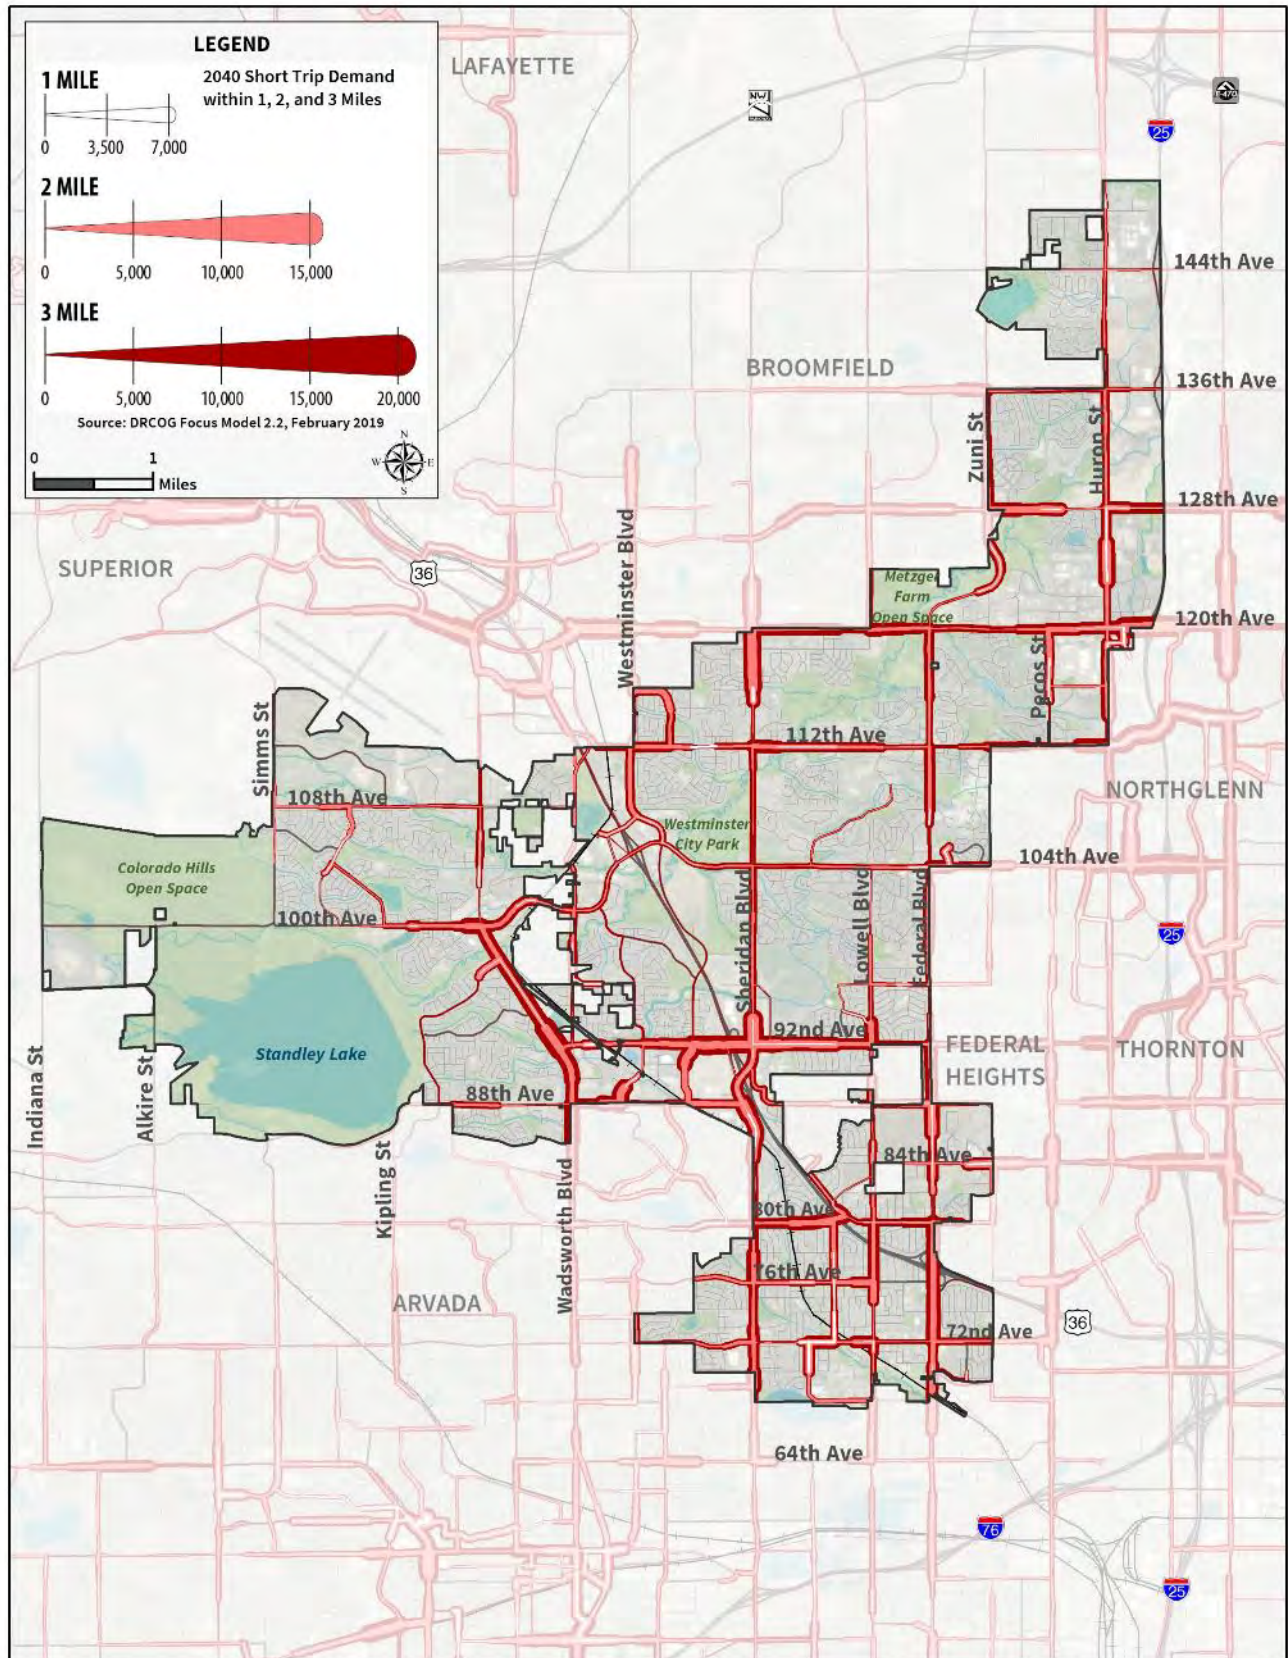 LEGEND
1 MILE
2040 Short Trip Demand
within 1, 2, and 3 Miles
0 3,500 7,000
2 MILE
0 5,000 10,000 15,000
3 MILE
0 5,000 10,000 15,000 20,000
Source: DRCOG Focus Model 2.2, February 2019
N
W E
S
0 1
Miles
LAFAYETTE
NW
E-470
25
144th Ave
BROOMFIELD
136th Ave
Zuni St
Huron St
128th Ave
Westminster Blvd
SUPERIOR
36
Metzger
Farm
Open Space
120th Ave
Pecos St
Simms St
112th Ave
108th Ave
NORTHGLENN
Westminster
City Park
Colorado Hills
Open Space
104th Ave
100th Ave
Sheridan Blvd
Lowell Blvd
Federal Blvd
25
92nd Ave
Standley Lake
FEDERAL
HEIGHTS
THORNTON
Indiana St
Alkire St
88th Ave
Kipling St
84th Ave
Wadsworth Blvd
80th Ave
76th Ave
ARVADA
36
72nd Ave
64th Ave
76
25